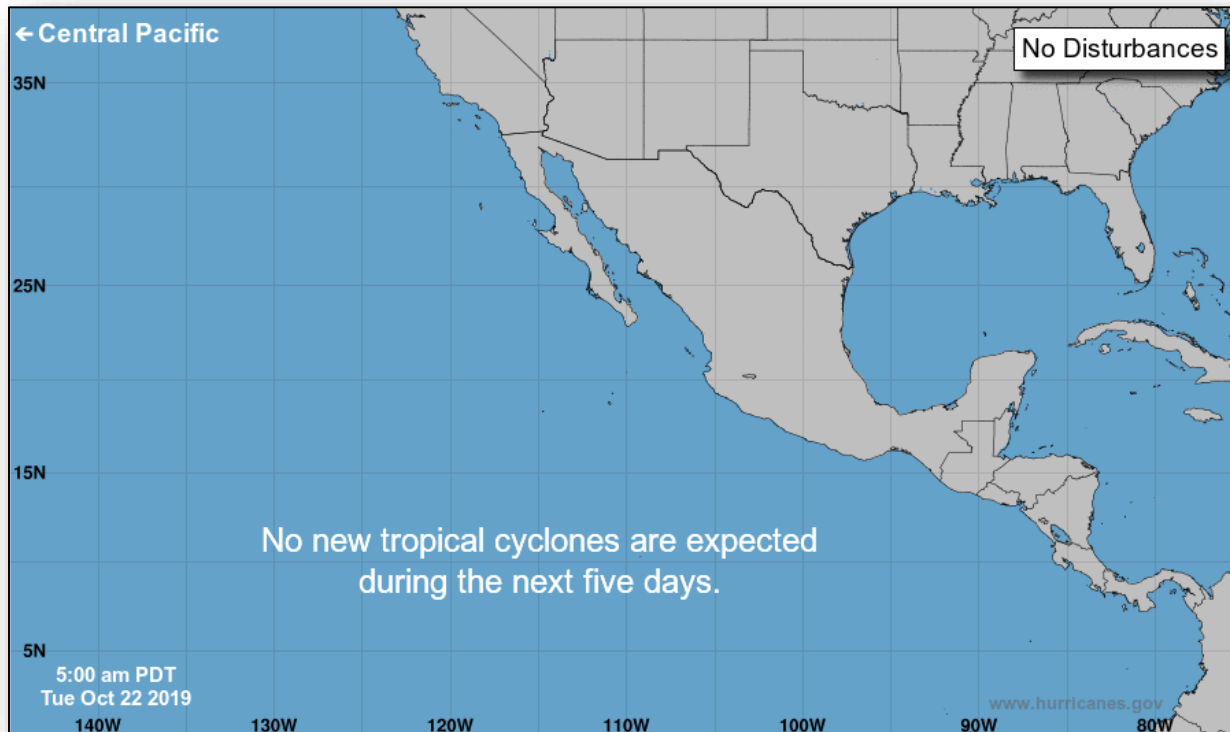 ←Central Pacific
No Disturbances
35N
25N
15N
No new tropical cyclones are expected
during the next five days.
5N
5:00 am PDT
Tue Oct 22 2019
www.hurricanes.gov
140W 130W 120W 110W 100W 90W 80W